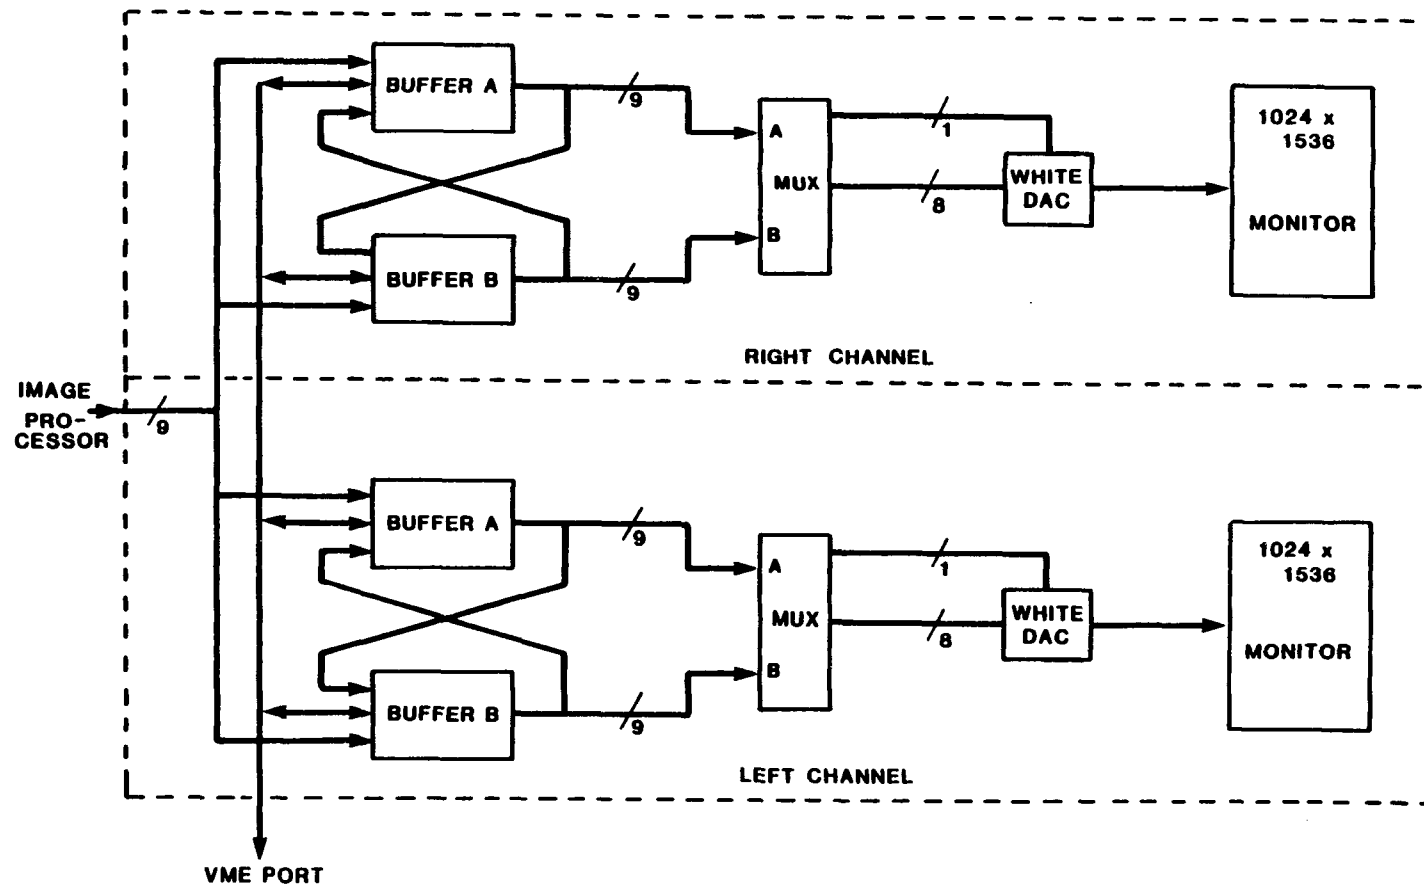 BUFFER A
9
A
1
1024 x
1536
WHITE
DAC
MUX
8
MONITOR
B
BUFFER B
9
RIGHT CHANNEL
IMAGE
PRO-
CESSOR
9
BUFFER A
9
A
1
1024 x
1536
WHITE
DAC
MUX
8
MONITOR
B
BUFFER B
9
LEFT CHANNEL
VME PORT